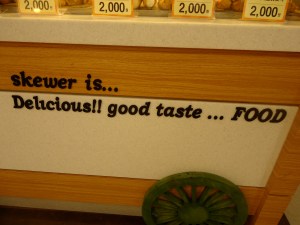 2,000 2,000 2,000 2,000
skewer is...
Delicious!! good taste ... FOOD